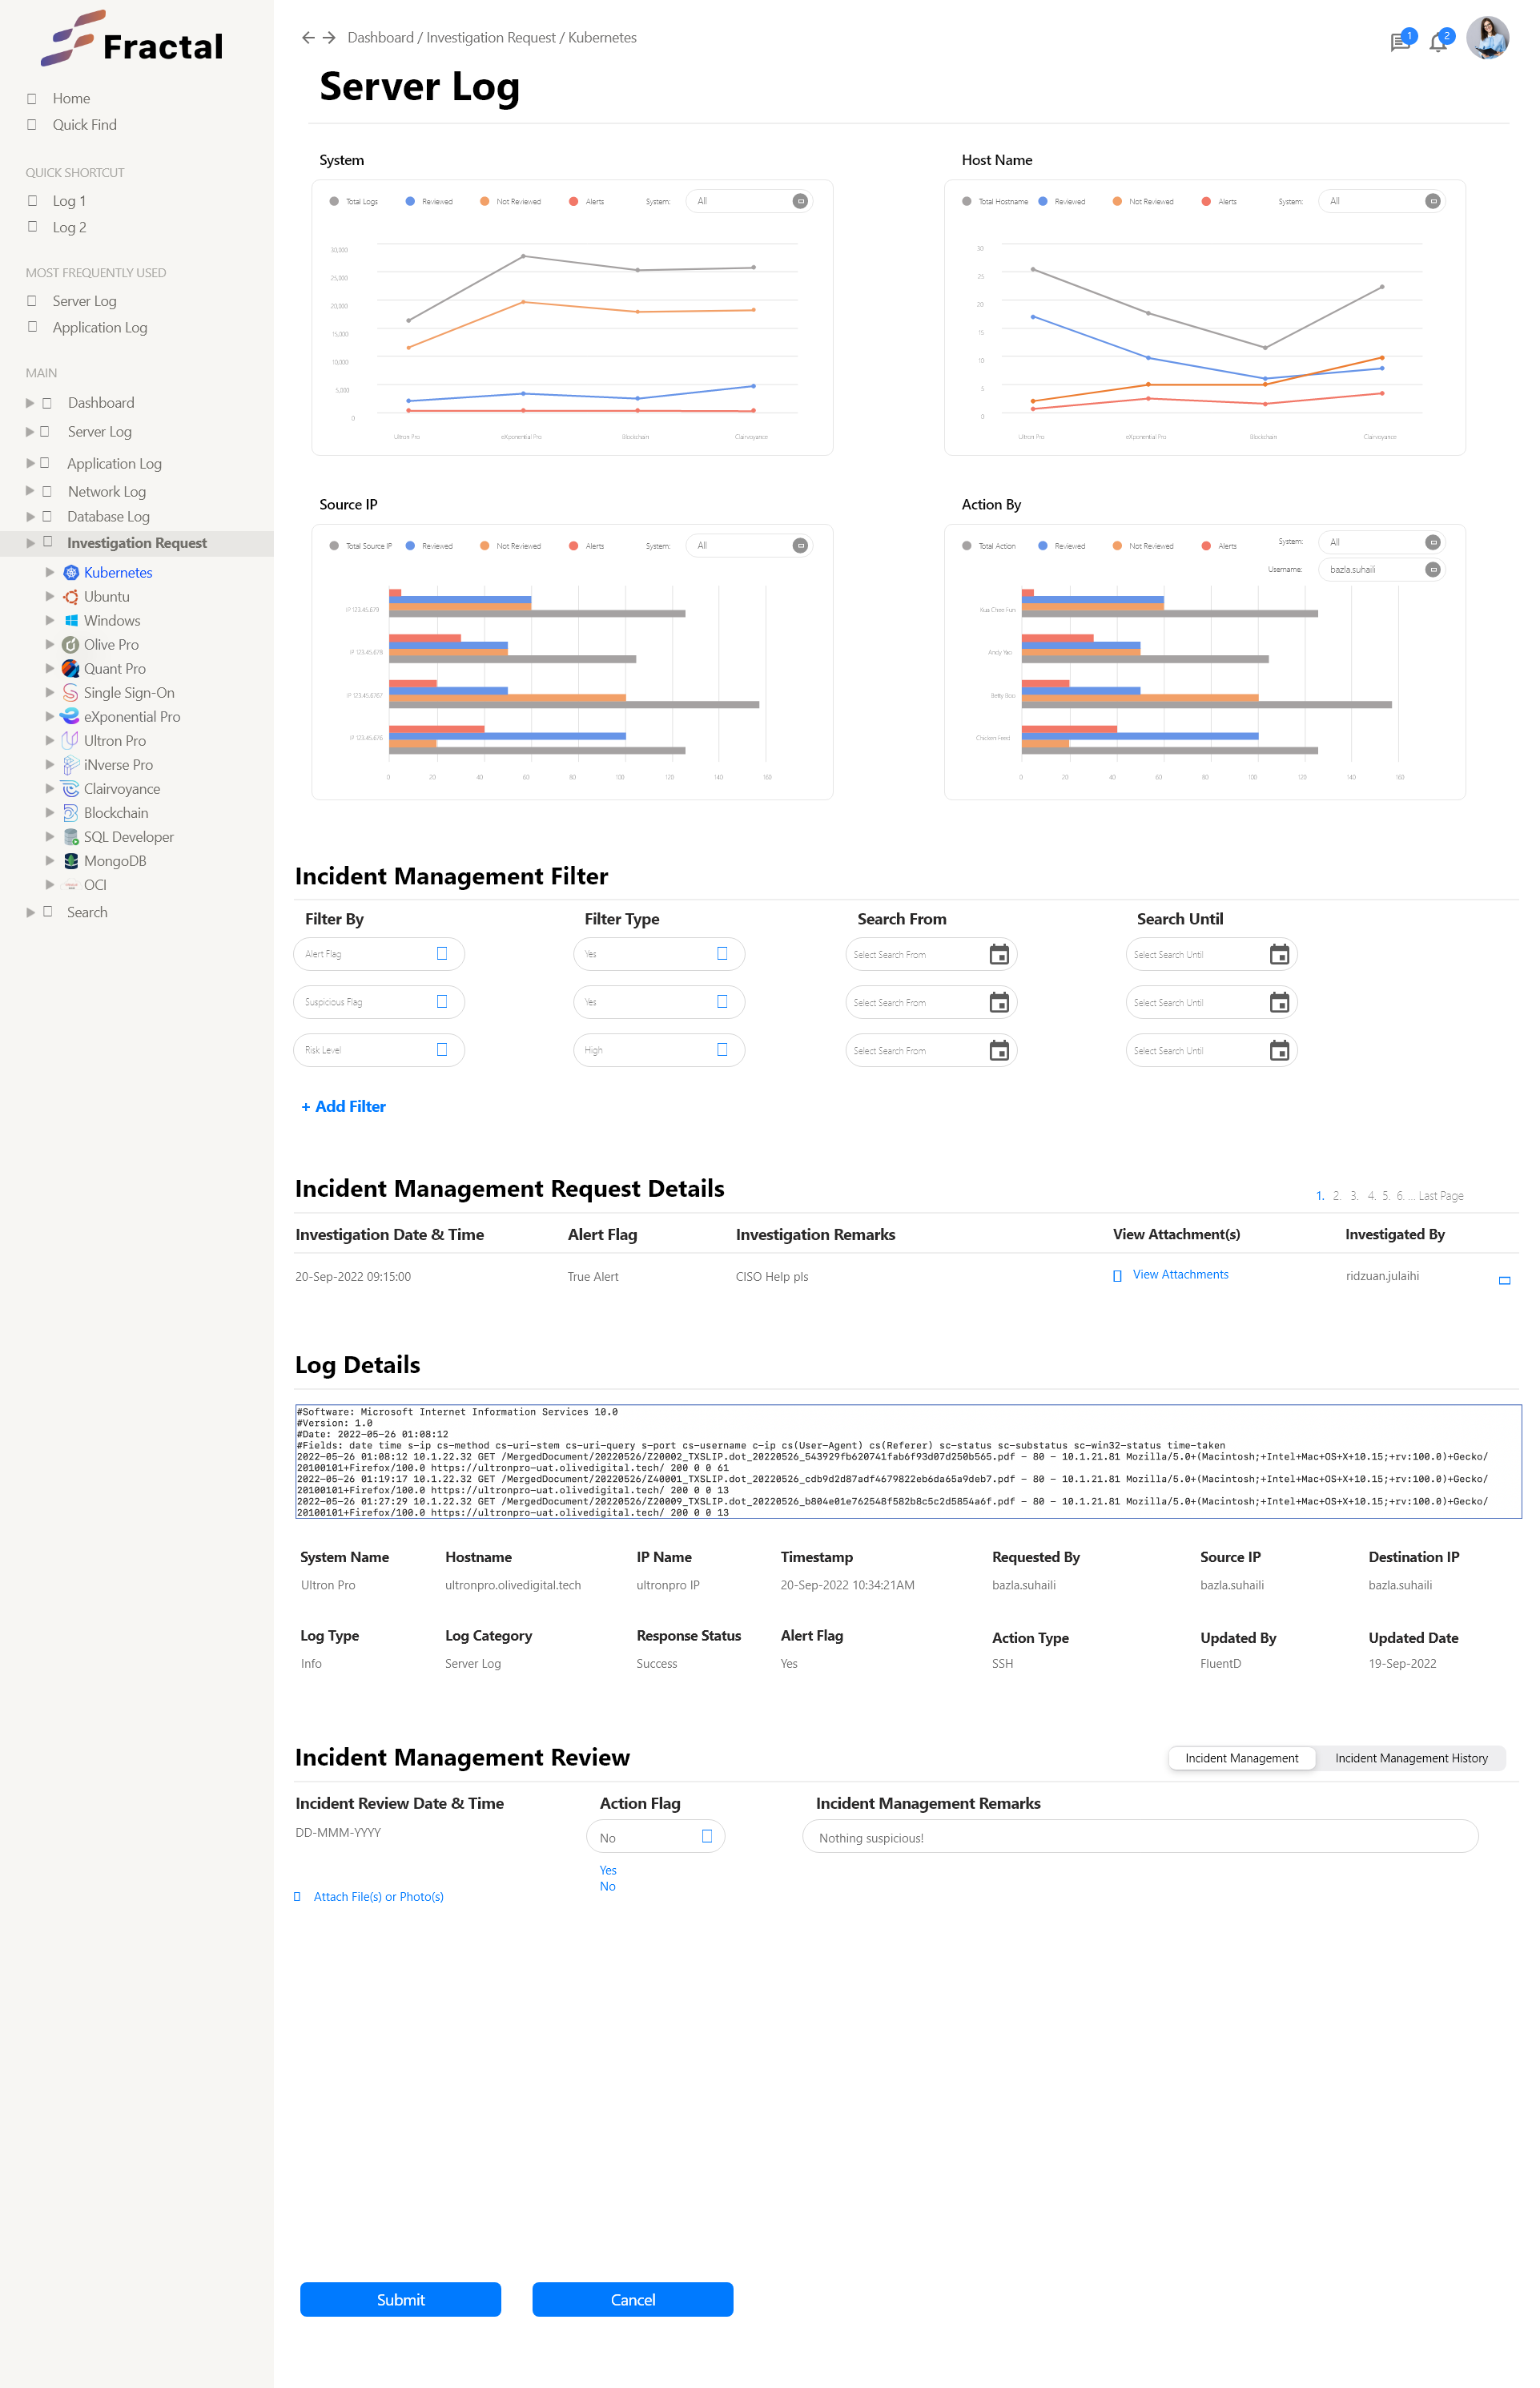 Fractal
Home
Quick Find
QUICK SHORTCUT
Log 1
Log 2
MOST FREQUENTLY USED
Server Log
Application Log
MAIN
Dashboard
Server Log
Application Log
Network Log
Database Log
Investigation Request
Kubernetes
Ubuntu
Windows
Olive Pro
Quant Pro
Single Sign-On
eXponential Pro
Ultron Pro
iNverse Pro
Clairvoyance
Blockchain
SQL Developer
MongoDB
OCI
Search
Dashboard / Investigation Request / Kubernetes
1
2
Server Log
System
Total Logs Reviewed Not Reviewed Alerts System: All
30,000
25,000
20,000
15,000
10,000
5,000
0
Ultron Pro eXponential Pro Blockchain Clairvoyance
Host Name
Total Hostname Reviewed Not Reviewed Alerts System: All
30
25
20
15
10
5
0
Ultron Pro eXponential Pro Blockchain Clairvoyance
Source IP
Total Source IP Reviewed Not Reviewed Alerts System: All
IP 123.45.679
IP 123.45.678
IP 123.45.6787
IP 123.45.676
0 20 40 60 80 100 120 140 160
Action By
Total Action Reviewed Not Reviewed Alerts System: All
Username: bazla.suhaili
Andy Yao
Betty Boo
Chicken Feed
0 20 40 60 80 100 120 140 160
Incident Management Filter
Filter By Filter Type Search From Search Until
Alert Flag Yes Select Search From Select Search Until
Suspicious Flag Yes Select Search From Select Search Until
Risk Level High Select Search From Select Search Until
+ Add Filter
Incident Management Request Details
1. 2. 3. 4. 5. 6. ... Last Page
Investigation Date & Time Alert Flag Investigation Remarks View Attachment(s) Investigated By
20-Sep-2022 09:15:00 True Alert CISO Help pls View Attachments ridzuan.julaihi
Log Details
#Software: Microsoft Internet Information Services 10.0
#Version: 1.0
#Date: 2022-05-26 01:08:12
#Fields: date time s-ip cs-method cs-uri-stem cs-uri-query s-port cs-username c-ip cs(User-Agent) cs(Referer) sc-status sc-substatus sc-win32-status time-taken
2022-05-26 01:08:12 10.1.22.32 GET /MergedDocument/20220526/Z20002_TXSLIP.dot_20220526_543929fb620741fab6f93d07d250b565.pdf - 80 - 10.1.21.81 Mozilla/5.0+(Macintosh;+Intel+Mac+OS+X+10.15;+rv:100.0)+Gecko/
20100101+Firefox/100.0 https://ultronpro-uat.olivedigital.tech/ 200 0 0 61
2022-05-26 01:19:17 10.1.22.32 GET /MergedDocument/20220526/Z40001_TXSLIP.dot_20220526_cdb9d2d87adf4679822eb6da65a9deb7.pdf - 80 - 10.1.21.81 Mozilla/5.0+(Macintosh;+Intel+Mac+OS+X+10.15;+rv:100.0)+Gecko/
20100101+Firefox/100.0 https://ultronpro-uat.olivedigital.tech/ 200 0 0 13
2022-05-26 01:27:29 10.1.22.32 GET /MergedDocument/20220526/Z20009_TXSLIP.dot_20220526_b804e01e762548f582b8c5c2d5854a6f.pdf - 80 - 10.1.21.81 Mozilla/5.0+(Macintosh;+Intel+Mac+OS+X+10.15;+rv:100.0)+Gecko/
20100101+Firefox/100.0 https://ultronpro-uat.olivedigital.tech/ 200 0 0 13
System Name Hostname IP Name Timestamp Requested By Source IP Destination IP
Ultron Pro ultronpro.olivedigital.tech ultronpro IP 20-Sep-2022 10:34:21AM bazla.suhaili bazla.suhaili bazla.suhaili
Log Type Log Category Response Status Alert Flag Action Type Updated By Updated Date
Info Server Log Success Yes SSH FluentD 19-Sep-2022
Incident Management Review
Incident Management Incident Management History
Incident Review Date & Time Action Flag Incident Management Remarks
DD-MMM-YYYY No Nothing suspicious!
Yes
No
Attach File(s) or Photo(s)
Submit Cancel